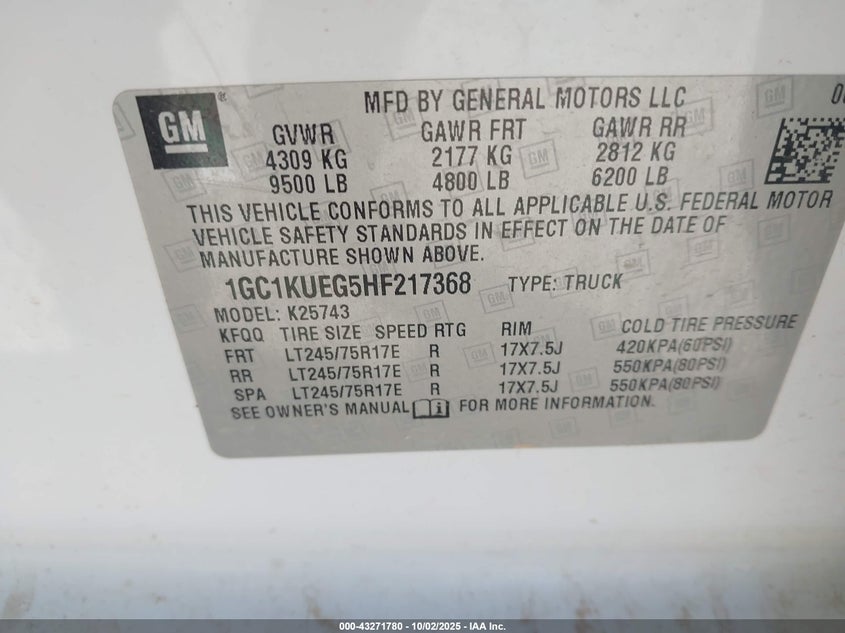 MFD BY GENERAL MOTORS LLC
GM ®
GVWR GAWR FRT GAWR RR
4309 KG 2177 KG 2812 KG
9500 LB 4800 LB 6200 LB
THIS VEHICLE CONFORMS TO ALL APPLICABLE U.S. FEDERAL MOTOR
VEHICLE SAFETY STANDARDS IN EFFECT ON THE DATE OF
MANUFACTURE SHOWN ABOVE.
1GC1KUEG5HF217368 TYPE: TRUCK
MODEL: K25743
KFQQ TIRE SIZE SPEED RTG RIM COLD TIRE PRESSURE
FRT LT245/75R17E R 17X7.5J 420KPA(60PSI)
RR LT245/75R17E R 17X7.5J 550KPA(80PSI)
SPA LT245/75R17E R 17X7.5J 550KPA(80PSI)
SEE OWNER'S MANUAL i FOR MORE INFORMATION.
000-43271780 - 10/02/2025 - IAA Inc.